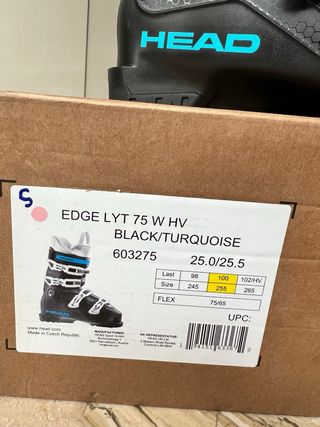 HEAD
S
EDGE LYT 75 W HV
BLACK/TURQUOISE
603275 25.0/25.5
HEAD
Last 98 100 102/HV
Size 245 255 265
FLEX 75/65
UPC:
www.head.com
Made in Czech Republic
MANUFACTURER:
UK REPRESENTATIVE: